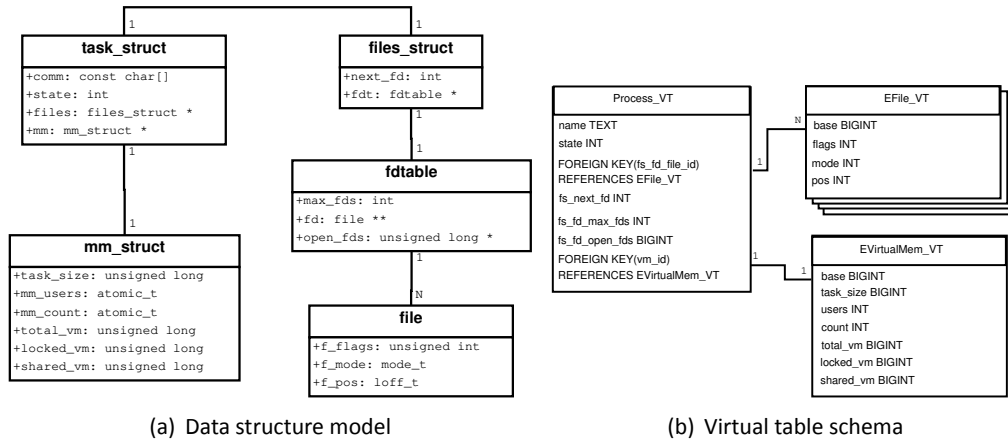 1
1
task_struct
+comm: const char[]
+state: int
+files: files_struct *
+mm: mm_struct *
1
1
mm_struct
+task_size: unsigned long
+mm_users: atomic_t
+mm_count: atomic_t
+total_vm: unsigned long
+locked_vm: unsigned long
+shared_vm: unsigned long
files_struct
+next_fd: int
+fdt: fdtable *
1
1
fdtable
+max_fds: int
+fd: file **
+open_fds: unsigned long *
1
N
file
+f_flags: unsigned int
+f_mode: mode_t
+f_pos: loff_t
(a) Data structure model
Process_VT
name TEXT
state INT
FOREIGN KEY(fs_fd_file_id)
REFERENCES EFile_VT
fs_next_fd INT
fs_fd_max_fds INT
fs_fd_open_fds BIGINT
FOREIGN KEY(vm_id)
REFERENCES EVirtualMem_VT
1
N
1
1
EFile_VT
base BIGINT
flags INT
mode INT
pos INT
EVirtualMem_VT
base BIGINT
task_size BIGINT
users INT
count INT
total_vm BIGINT
locked_vm BIGINT
shared_vm BIGINT
(b) Virtual table schema